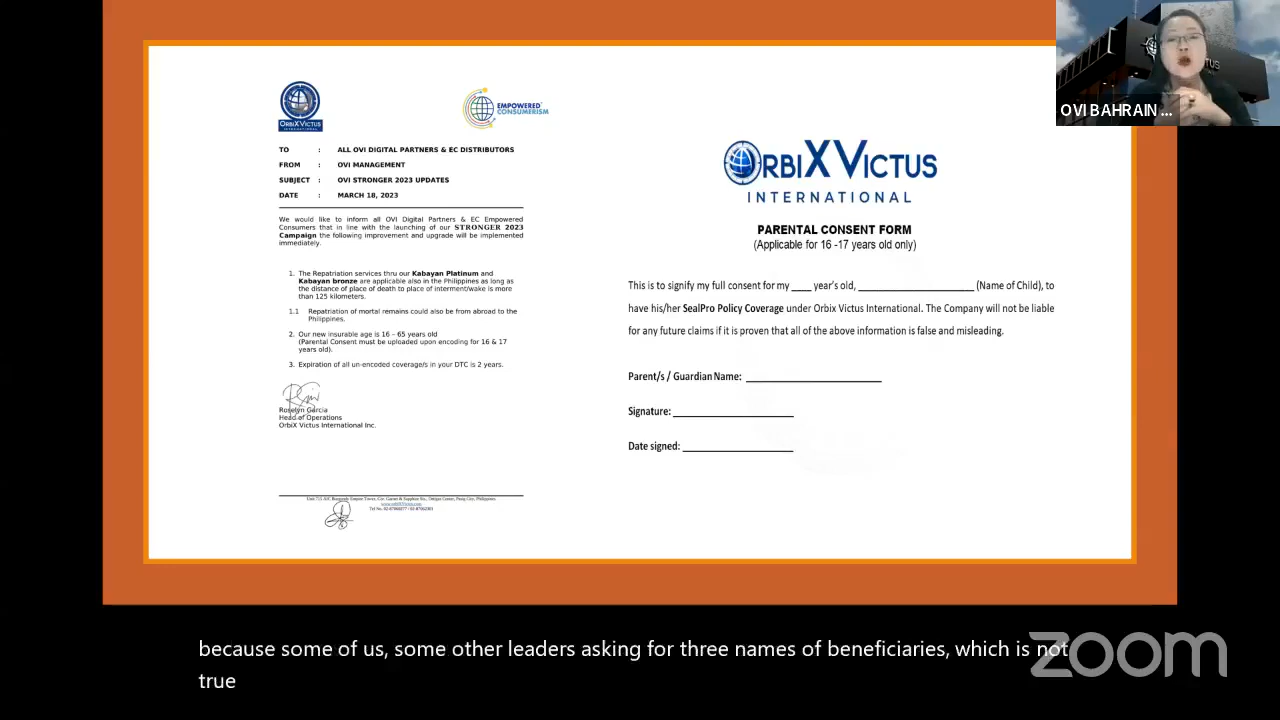 ORBIXVICTUS
INTERNATIONAL
EMPOWERED
CONSUMERISM
TO : ALL OVI DIGITAL PARTNERS & EC DISTRIBUTORS
FROM : OVI MANAGEMENT
SUBJECT : OVI STRONGER 2023 UPDATES
DATE : MARCH 18, 2023
We would like to inform all OVI Digital Partners & EC Empowered
Consumers that in line with the launching of our STRONGER 2023
Campaign the following improvement and upgrade will be implemented
immediately.
1. The Repatriation services thru our Kabayan Platinum and
Kabayan bronze are applicable also in the Philippines as long as
the distance of place of death to place of interment/wake is more
than 125 kilometers.
1.1 Repatriation of mortal remains could also be from abroad to the
Philippines.
2. Our new insurable age is 16 – 65 years old
(Parental Consent must be uploaded upon encoding for 16 & 17
years old).
3. Expiration of all un-encoded coverage/s in your DTC is 2 years.
Roselyn Garcia
Head of Operations
OrbiX Victus International Inc.
ORBIXVICTUS
INTERNATIONAL
PARENTAL CONSENT FORM
(Applicable for 16 -17 years old only)
This is to signify my full consent for my ____ year's old, ______________________ (Name of Child), to
have his/her SealPro Policy Coverage under Orbix Victus International. The Company will not be liable
for any future claims if it is proven that all of the above information is false and misleading.
Parent/s / Guardian Name: _________________________
Signature: ______________________
Date signed: ____________________
OVI BAHRAIN ...
because some of us, some other leaders asking for three names of beneficiaries, which is not
true
zoom